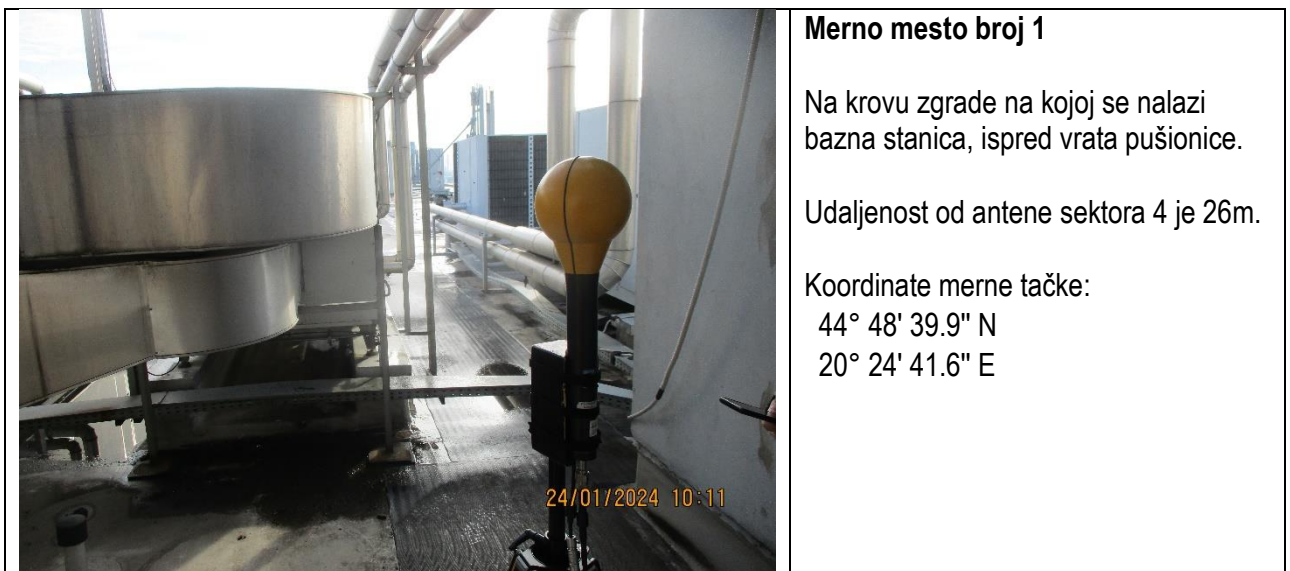 Merno mesto broj 1
Na krovu zgrade na kojoj se nalazi
bazna stanica, ispred vrata pušionice.
Udaljenost od antene sektora 4 je 26m.
Koordinate merne tačke:
44° 48' 39.9" N
20° 24' 41.6" E
24/01/2024 10:11